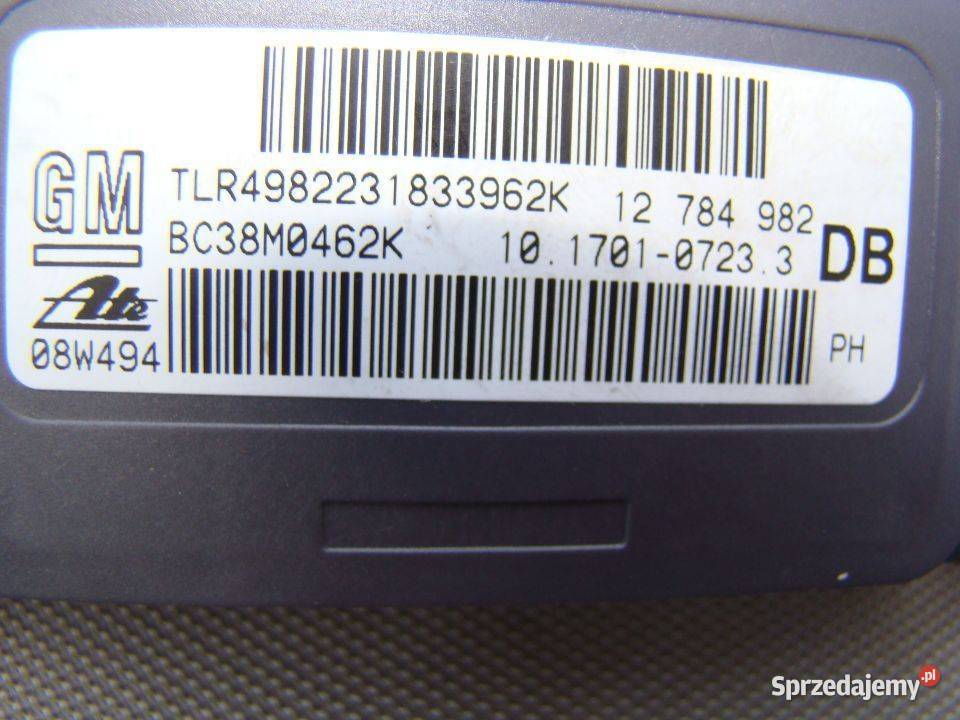 GM
TLR4982231833962K 12 784 982
BC38M0462K 10.1701-0723.3 DB
Ate
08W494 PH
Sprzedajemy.pl